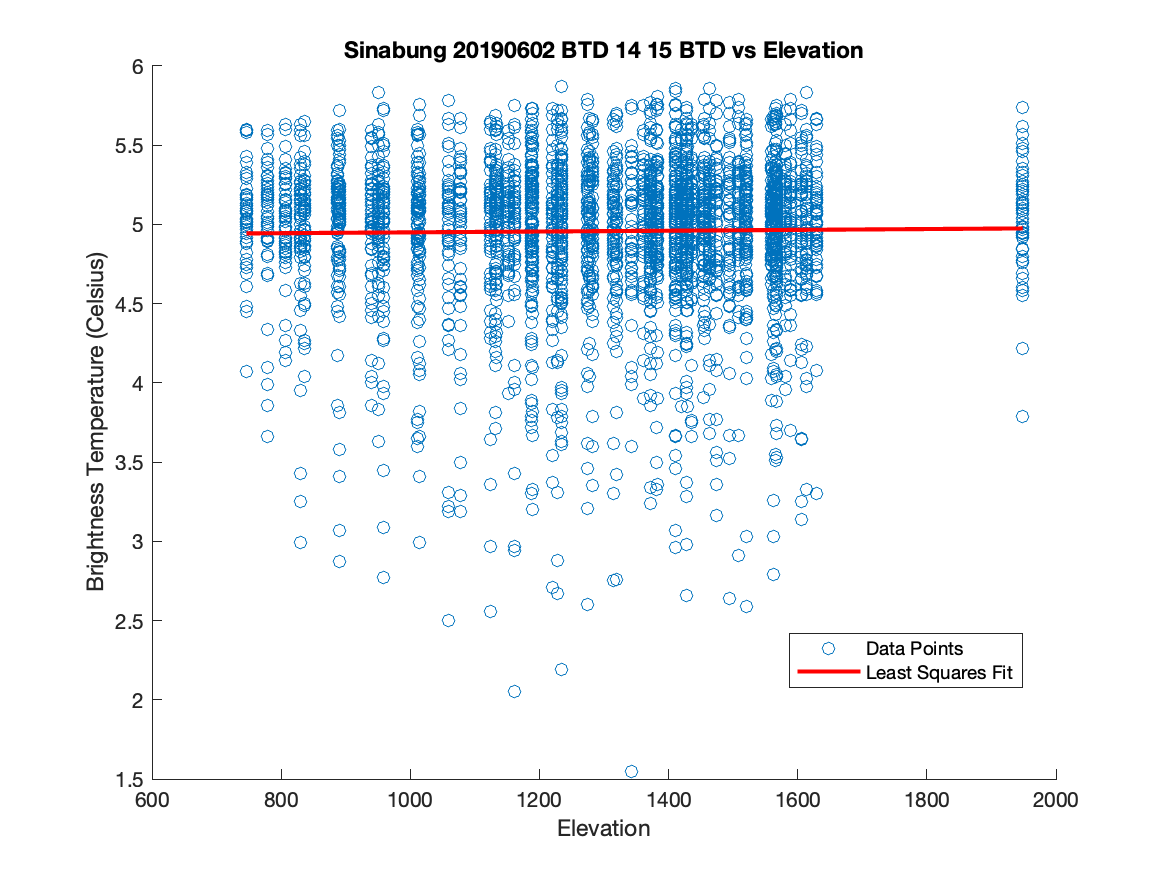 Sinabung 20190602 BTD 14 15 BTD vs Elevation
6
5.5
5
4.5
4
3.5
3
2.5
2
1.5
Brightness Temperature (Celsius)
Data Points
Least Squares Fit
600 800 1000 1200 1400 1600 1800 2000
Elevation